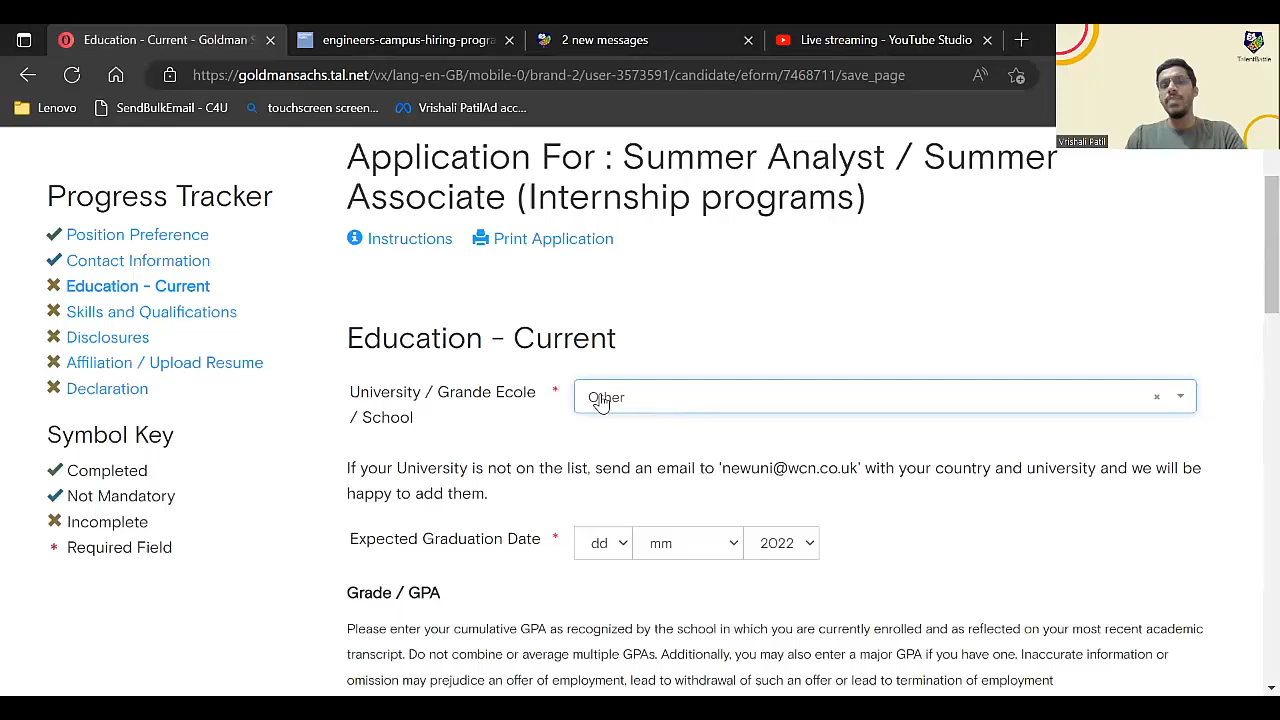 Education - Current - Goldman S
engineers-campus-hiring-progra
2 new messages
Live streaming - YouTube Studio
https://goldmansachs.tal.net/vx/lang-en-GB/mobile-0/brand-2/user-3573591/candidate/eform/7468711/save_page
Lenovo
SendBulkEmail - C4U
touchscreen screen...
Vrishali PatilAd acc...
TalentBattle
Vrishali Patil
Application For : Summer Analyst / Summer
Associate (Internship programs)
Instructions
Print Application
Progress Tracker
Position Preference
Contact Information
Education - Current
Skills and Qualifications
Disclosures
Affiliation / Upload Resume
Declaration
Symbol Key
Completed
Not Mandatory
Incomplete
* Required Field
Education - Current
University / Grande Ecole *
/ School
Other
If your University is not on the list, send an email to 'newuni@wcn.co.uk' with your country and university and we will be
happy to add them.
Expected Graduation Date *
dd
mm
2022
Grade / GPA
Please enter your cumulative GPA as recognized by the school in which you are currently enrolled and as reflected on your most recent academic
transcript. Do not combine or average multiple GPAs. Additionally, you may also enter a major GPA if you have one. Inaccurate information or
omission may prejudice an offer of employment, lead to withdrawal of such an offer or lead to termination of employment